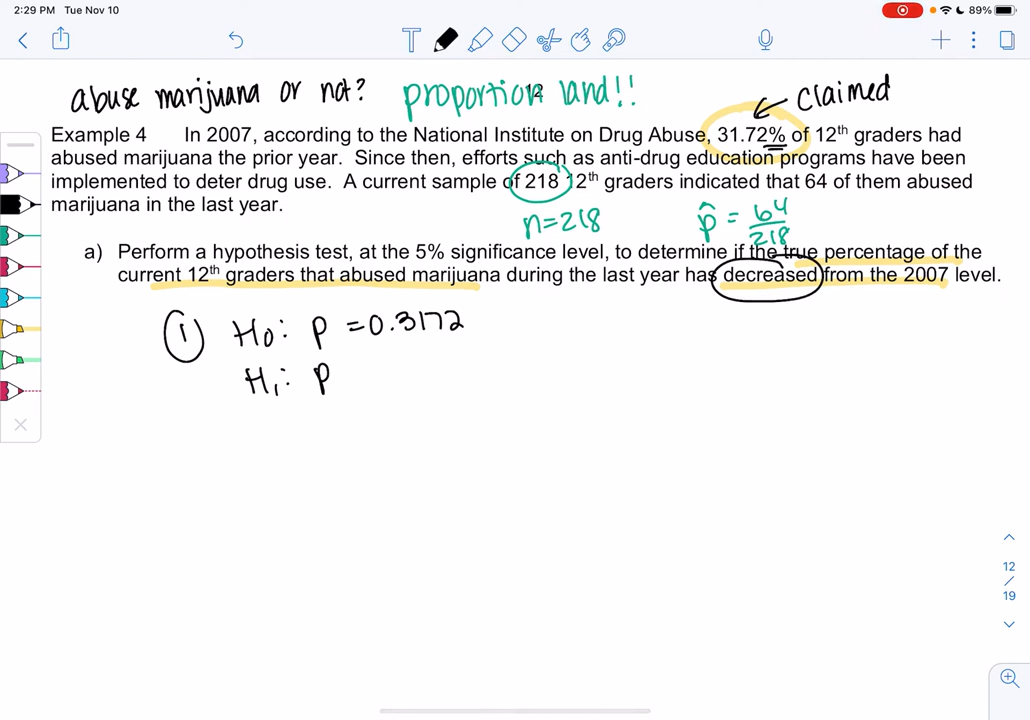 2:29 PM Tue Nov 10
89%
abuse marijuana or not? proportion land!! claimed
12
Example 4 In 2007, according to the National Institute on Drug Abuse, 31.72% of 12th graders had
abused marijuana the prior year. Since then, efforts such as anti-drug education programs have been
implemented to deter drug use. A current sample of 218 12th graders indicated that 64 of them abused
marijuana in the last year.
n=218 p̂ = 64/218
a) Perform a hypothesis test, at the 5% significance level, to determine if the true percentage of the
current 12th graders that abused marijuana during the last year has decreased from the 2007 level.
① H0: p = 0.3172
H1: p
12
/
19